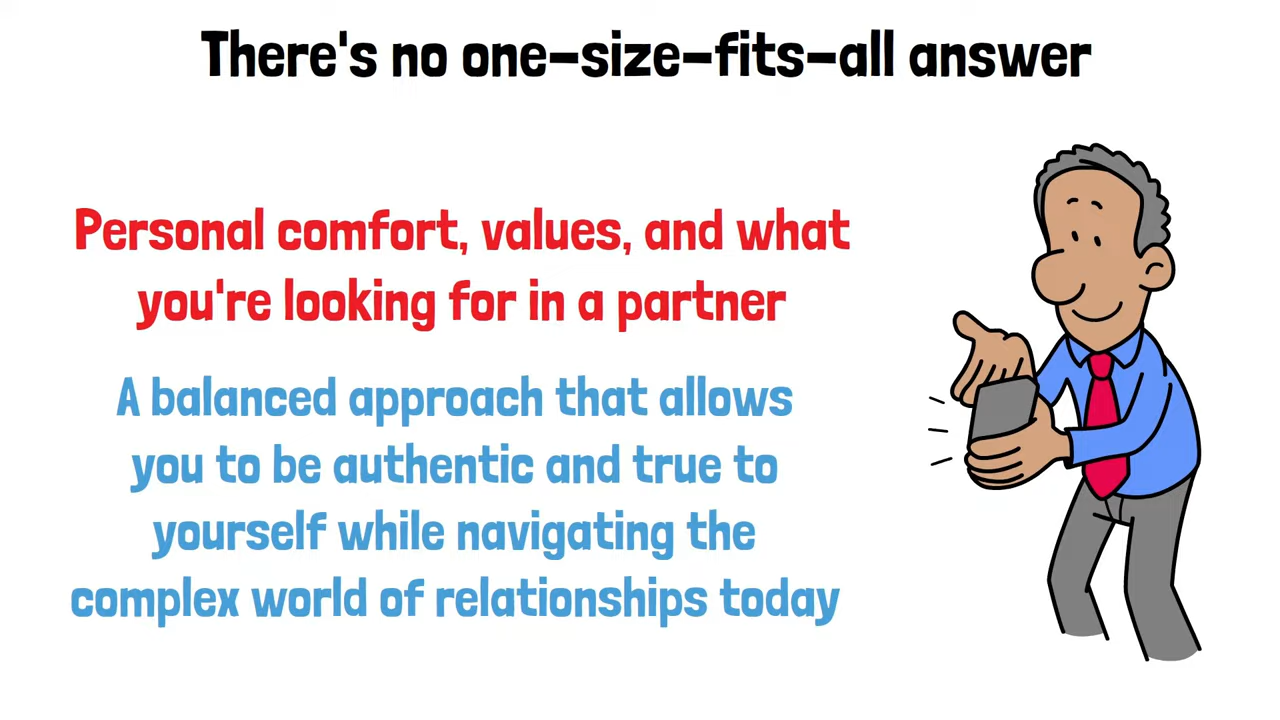 There's no one-size-fits-all answer
Personal comfort, values, and what
you're looking for in a partner
A balanced approach that allows
you to be authentic and true to
yourself while navigating the
complex world of relationships today